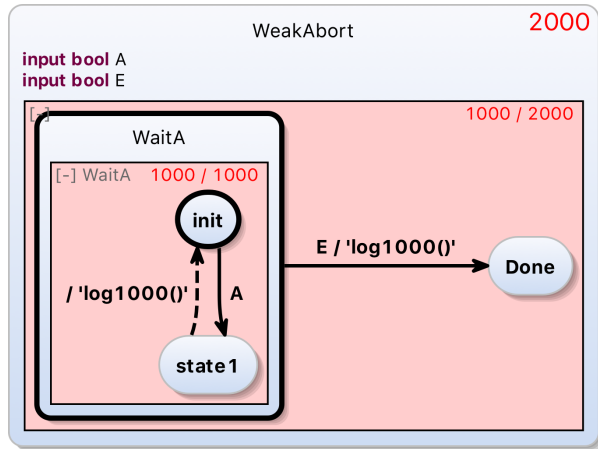 WeakAbort 2000
input bool A
input bool E
[-] 1000 / 2000
WaitA
[-] WaitA 1000 / 1000
init
E / 'log1000()'
Done
/ 'log1000()' A
state1